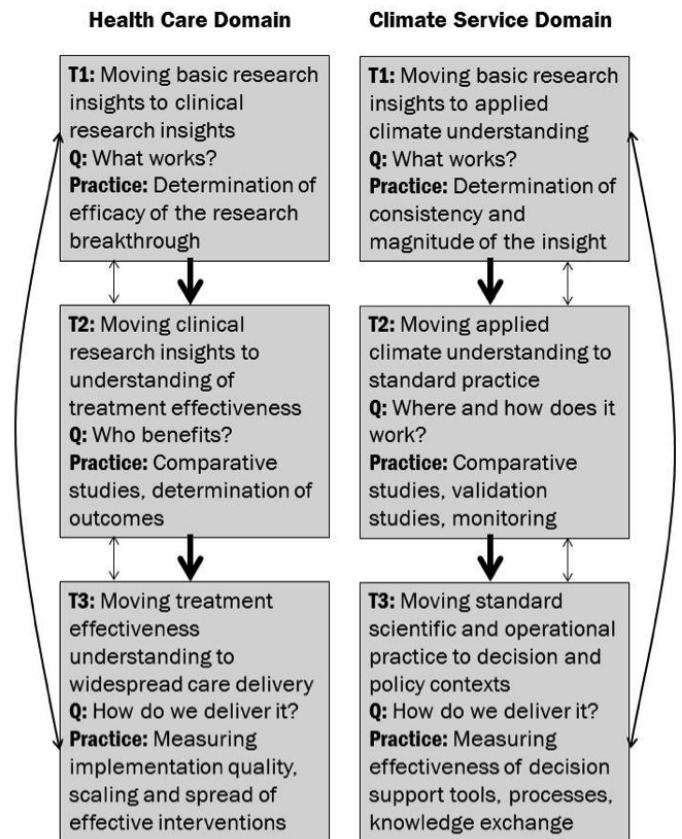 Health Care Domain
T1: Moving basic research
insights to clinical
research insights
Q: What works?
Practice: Determination of
efficacy of the research
breakthrough
T2: Moving clinical
research insights to
understanding of
treatment effectiveness
Q: Who benefits?
Practice: Comparative
studies, determination of
outcomes
T3: Moving treatment
effectiveness
understanding to
widespread care delivery
Q: How do we deliver it?
Practice: Measuring
implementation quality,
scaling and spread of
effective interventions
Climate Service Domain
T1: Moving basic research
insights to applied
climate understanding
Q: What works?
Practice: Determination of
consistency and
magnitude of the insight
T2: Moving applied
climate understanding to
standard practice
Q: Where and how does it
work?
Practice: Comparative
studies, validation
studies, monitoring
T3: Moving standard
scientific and operational
practice to decision and
policy contexts
Q: How do we deliver it?
Practice: Measuring
effectiveness of decision
support tools, processes,
knowledge exchange